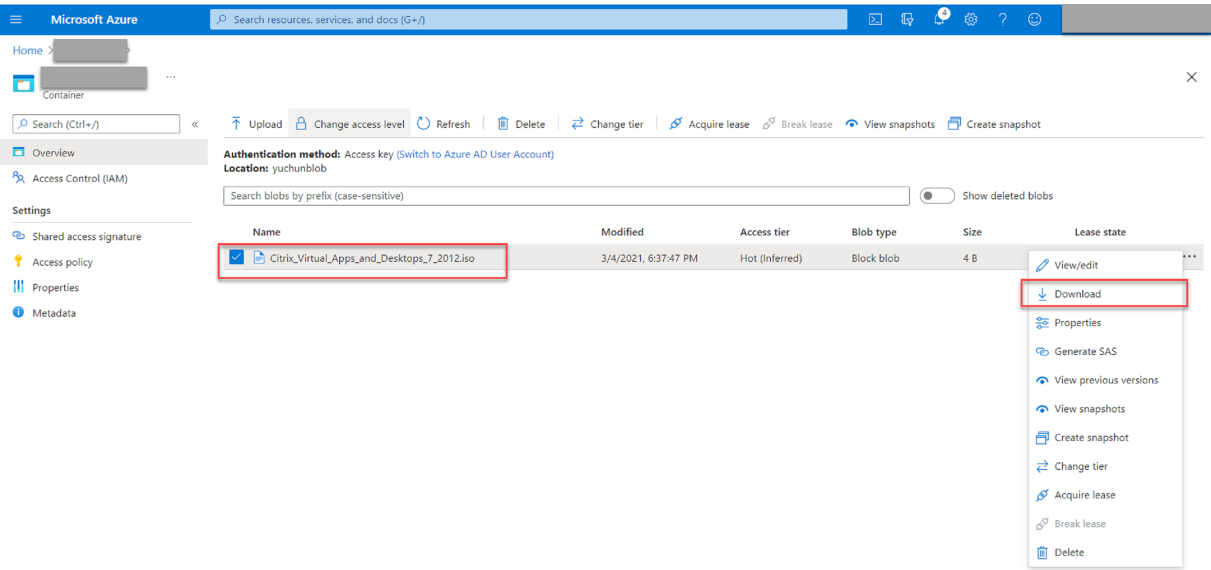 Microsoft Azure
Search resources, services, and docs (G+/)
4
Home >
...
Container
Search (Ctrl+/)
«
Overview
Access Control (IAM)
Settings
Shared access signature
Access policy
Properties
Metadata
Upload Change access level Refresh Delete Change tier Acquire lease Break lease View snapshots Create snapshot
Authentication method: Access key (Switch to Azure AD User Account)
Location: yuchunblob
Search blobs by prefix (case-sensitive) Show deleted blobs
Name Modified Access tier Blob type Size Lease state
Citrix_Virtual_Apps_and_Desktops_7_2012.iso 3/4/2021, 6:37:47 PM Hot (Inferred) Block blob 4 B ...
View/edit
Download
Properties
Generate SAS
View previous versions
View snapshots
Create snapshot
Change tier
Acquire lease
Break lease
Delete